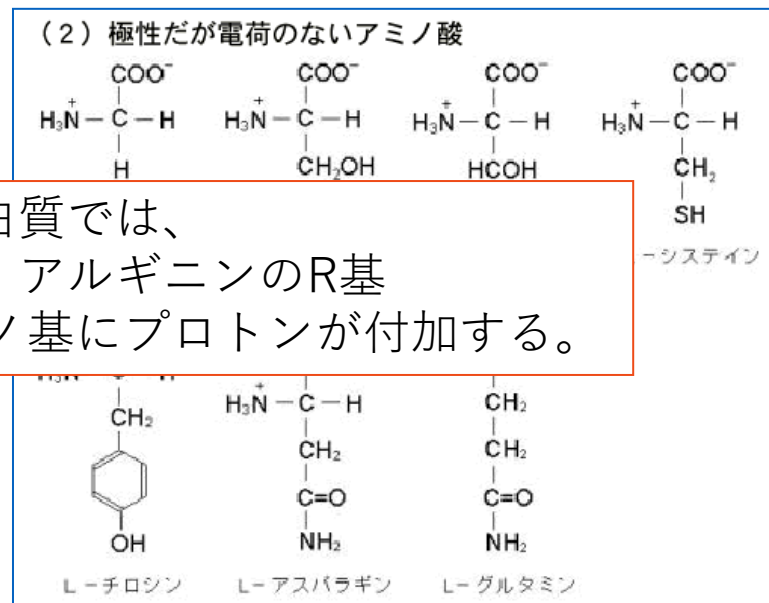 （2）極性だが電荷のないアミノ酸
COO⁻ COO⁻ COO⁻ COO⁻
H₃N⁺－C－H H₃N⁺－C－H H₃N⁺－C－H H₃N⁺－C－H
H CH₂OH HCOH CH₂
SH
質では、
アルギニンのR基
ノ基にプロトンが付加する。
－システイン
H₃N⁺－C－H
CH₂ CH₂
CH₂ CH₂
C=O C=O
OH NH₂ NH₂
L－チロシン L－アスパラギン L－グルタミン